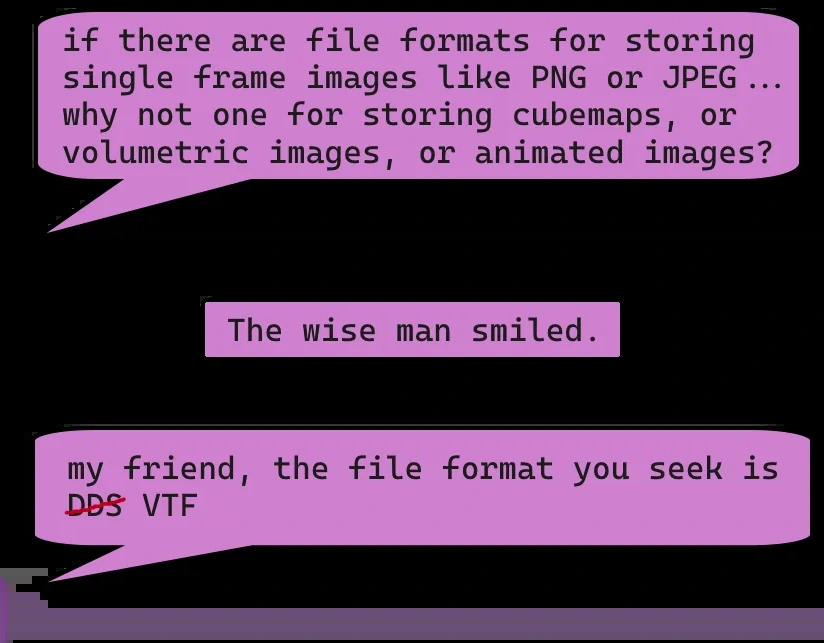 if there are file formats for storing
single frame images like PNG or JPEG...
why not one for storing cubemaps, or
volumetric images, or animated images?
The wise man smiled.
my friend, the file format you seek is
DDS VTF